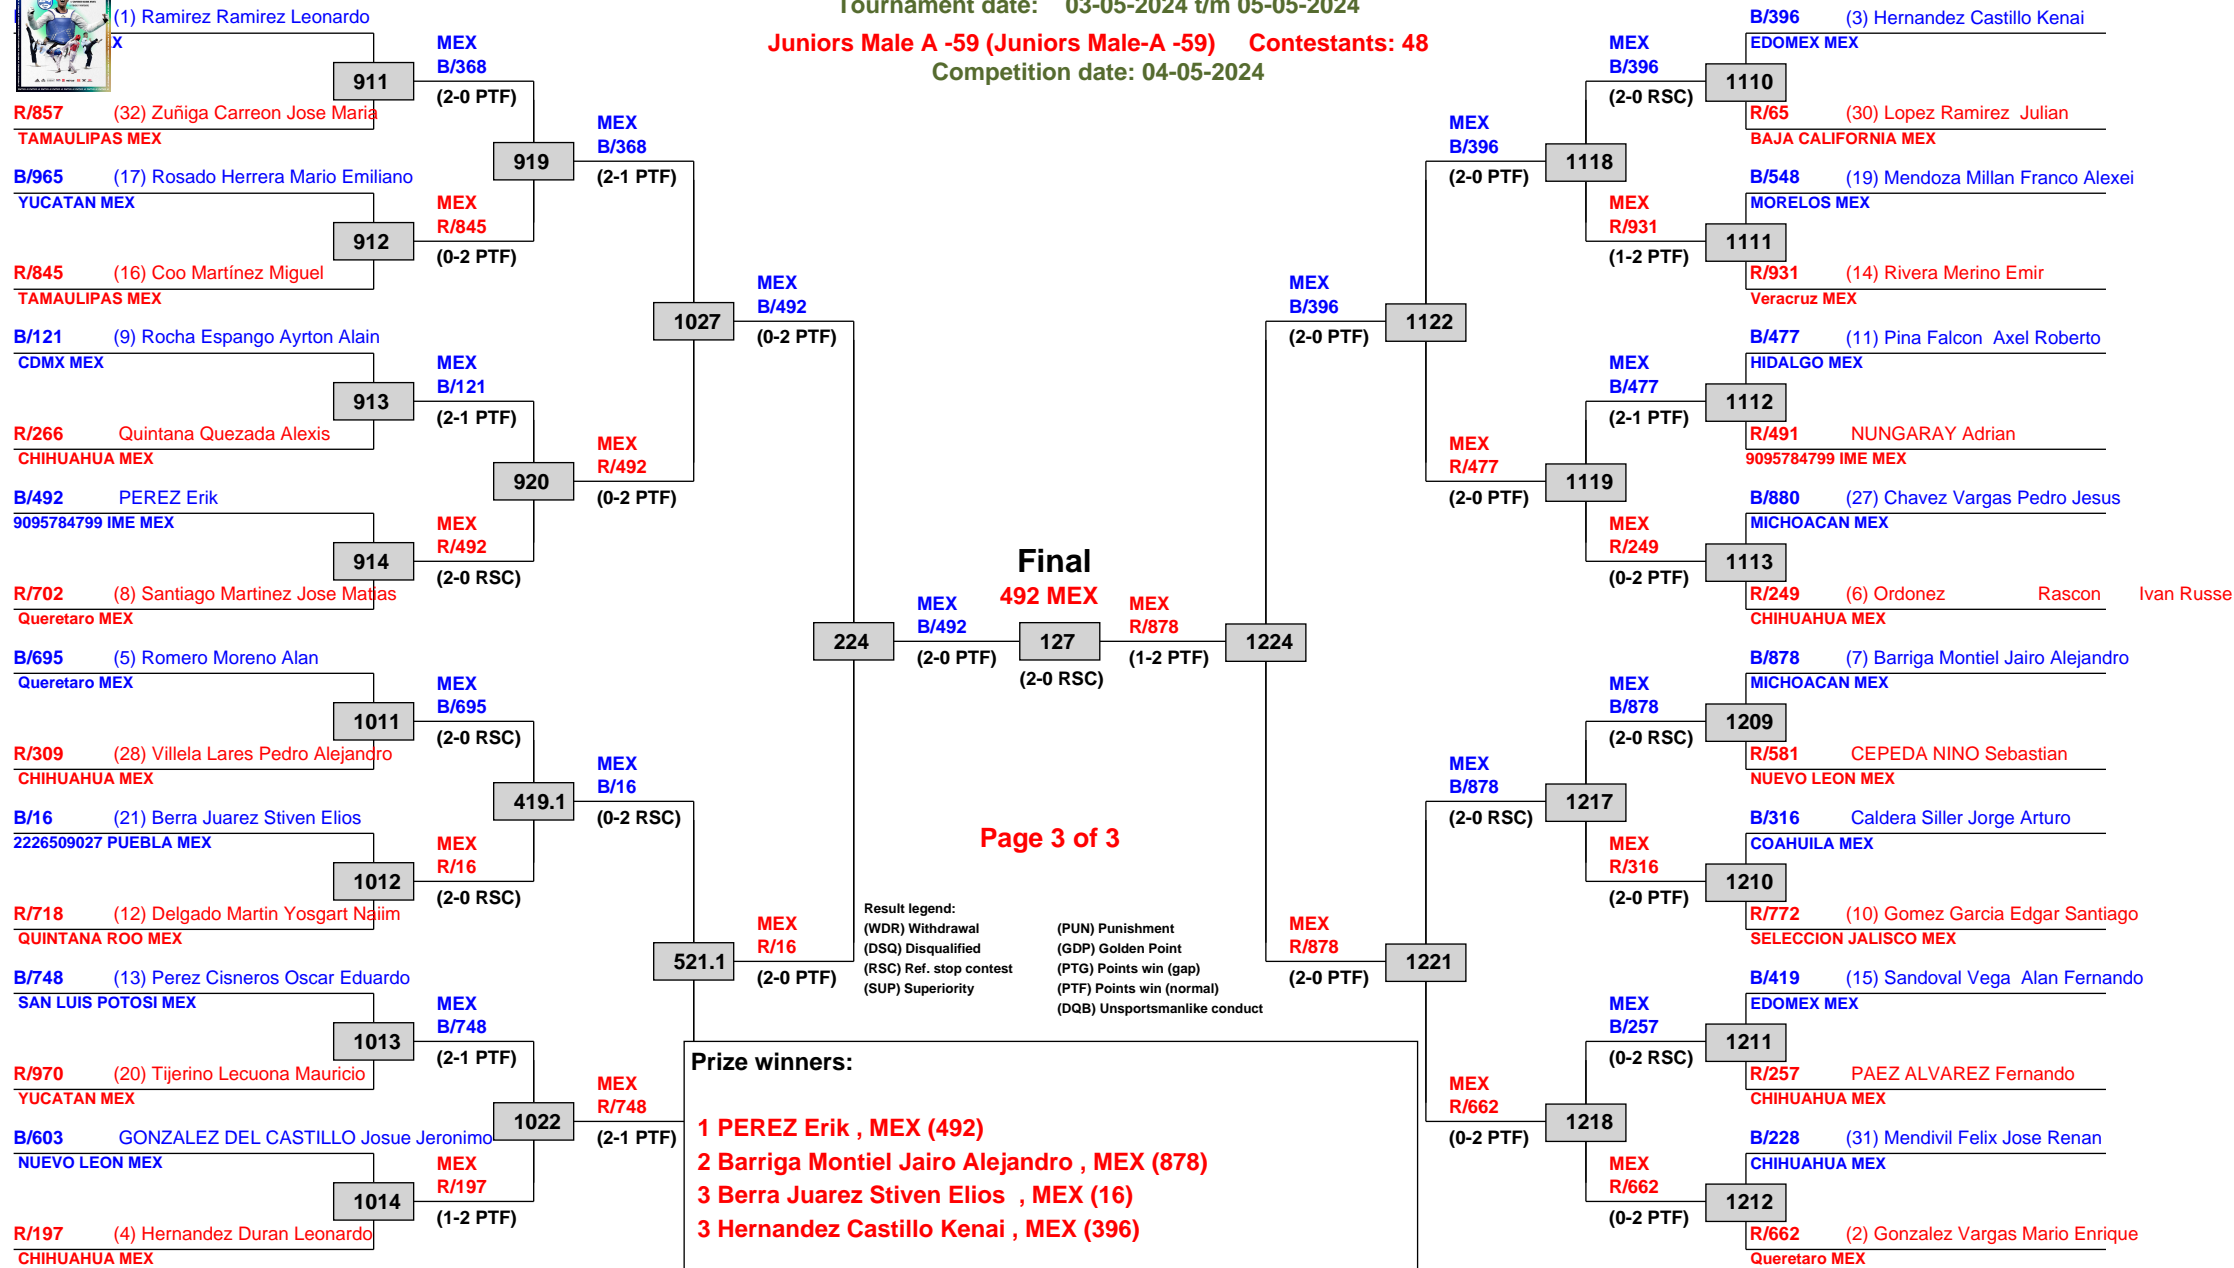 Tournament date: 03-05-2024 t/m 05-05-2024
Juniors Male A -59 (Juniors Male-A -59) Contestants: 48
Competition date: 04-05-2024
(1) Ramirez Ramirez Leonardo
X
911
R/857 (32) Zuñiga Carreon Jose Maria
TAMAULIPAS MEX
B/965 (17) Rosado Herrera Mario Emiliano
YUCATAN MEX
912
R/845 (16) Coo Martínez Miguel
TAMAULIPAS MEX
B/121 (9) Rocha Espango Ayrton Alain
CDMX MEX
913
R/266 Quintana Quezada Alexis
CHIHUAHUA MEX
B/492 PEREZ Erik
9095784799 IME MEX
914
R/702 (8) Santiago Martinez Jose Matias
Queretaro MEX
B/695 (5) Romero Moreno Alan
Queretaro MEX
1011
R/309 (28) Villela Lares Pedro Alejandro
CHIHUAHUA MEX
B/16 (21) Berra Juarez Stiven Elios
2226509027 PUEBLA MEX
1012
R/718 (12) Delgado Martin Yosgart Naiim
QUINTANA ROO MEX
B/748 (13) Perez Cisneros Oscar Eduardo
SAN LUIS POTOSI MEX
1013
R/970 (20) Tijerino Lecuona Mauricio
YUCATAN MEX
B/603 GONZALEZ DEL CASTILLO Josue Jeronimo
NUEVO LEON MEX
1014
R/197 (4) Hernandez Duran Leonardo
CHIHUAHUA MEX
MEX
B/368
(2-0 PTF)
919
MEX
R/845
(0-2 PTF)
MEX
B/121
(2-1 PTF)
920
MEX
R/492
(2-0 RSC)
MEX
B/695
(2-0 RSC)
419.1
MEX
R/16
(2-0 RSC)
MEX
B/748
(2-1 PTF)
1022
MEX
R/197
(1-2 PTF)
MEX
B/368
(2-1 PTF)
1027
MEX
R/492
(0-2 PTF)
MEX
B/16
(0-2 RSC)
521.1
MEX
R/748
(2-1 PTF)
MEX
B/492
(0-2 PTF)
224
MEX
R/16
(2-0 PTF)
MEX
B/492
(2-0 PTF)
Final
492 MEX
127
(2-0 RSC)
MEX
R/878
(1-2 PTF)
Page 3 of 3
Result legend:
(WDR) Withdrawal
(DSQ) Disqualified
(RSC) Ref. stop contest
(SUP) Superiority
(PUN) Punishment
(GDP) Golden Point
(PTG) Points win (gap)
(PTF) Points win (normal)
(DQB) Unsportsmanlike conduct
Prize winners:
1 PEREZ Erik , MEX (492)
2 Barriga Montiel Jairo Alejandro , MEX (878)
3 Berra Juarez Stiven Elios , MEX (16)
3 Hernandez Castillo Kenai , MEX (396)
MEX
B/396
(2-0 PTF)
1224
MEX
R/878
(2-0 PTF)
MEX
B/396
(2-0 PTF)
1122
MEX
R/477
(2-0 PTF)
MEX
B/878
(2-0 RSC)
1221
MEX
R/662
(0-2 PTF)
MEX
B/396
(2-0 RSC)
1118
MEX
R/931
(1-2 PTF)
MEX
B/477
(2-1 PTF)
1119
MEX
R/249
(0-2 PTF)
MEX
B/878
(2-0 RSC)
1217
MEX
R/316
(2-0 PTF)
MEX
B/257
(0-2 RSC)
1218
MEX
R/662
(0-2 PTF)
B/396 (3) Hernandez Castillo Kenai
EDOMEX MEX
1110
R/65 (30) Lopez Ramirez Julian
BAJA CALIFORNIA MEX
B/548 (19) Mendoza Millan Franco Alexei
MORELOS MEX
1111
R/931 (14) Rivera Merino Emir
Veracruz MEX
B/477 (11) Pina Falcon Axel Roberto
HIDALGO MEX
1112
R/491 NUNGARAY Adrian
9095784799 IME MEX
B/880 (27) Chavez Vargas Pedro Jesus
MICHOACAN MEX
1113
R/249 (6) Ordonez Rascon Ivan Russe
CHIHUAHUA MEX
B/878 (7) Barriga Montiel Jairo Alejandro
MICHOACAN MEX
1209
R/581 CEPEDA NINO Sebastian
NUEVO LEON MEX
B/316 Caldera Siller Jorge Arturo
COAHUILA MEX
1210
R/772 (10) Gomez Garcia Edgar Santiago
SELECCION JALISCO MEX
B/419 (15) Sandoval Vega Alan Fernando
EDOMEX MEX
1211
R/257 PAEZ ALVAREZ Fernando
CHIHUAHUA MEX
B/228 (31) Mendivil Felix Jose Renan
CHIHUAHUA MEX
1212
R/662 (2) Gonzalez Vargas Mario Enrique
Queretaro MEX